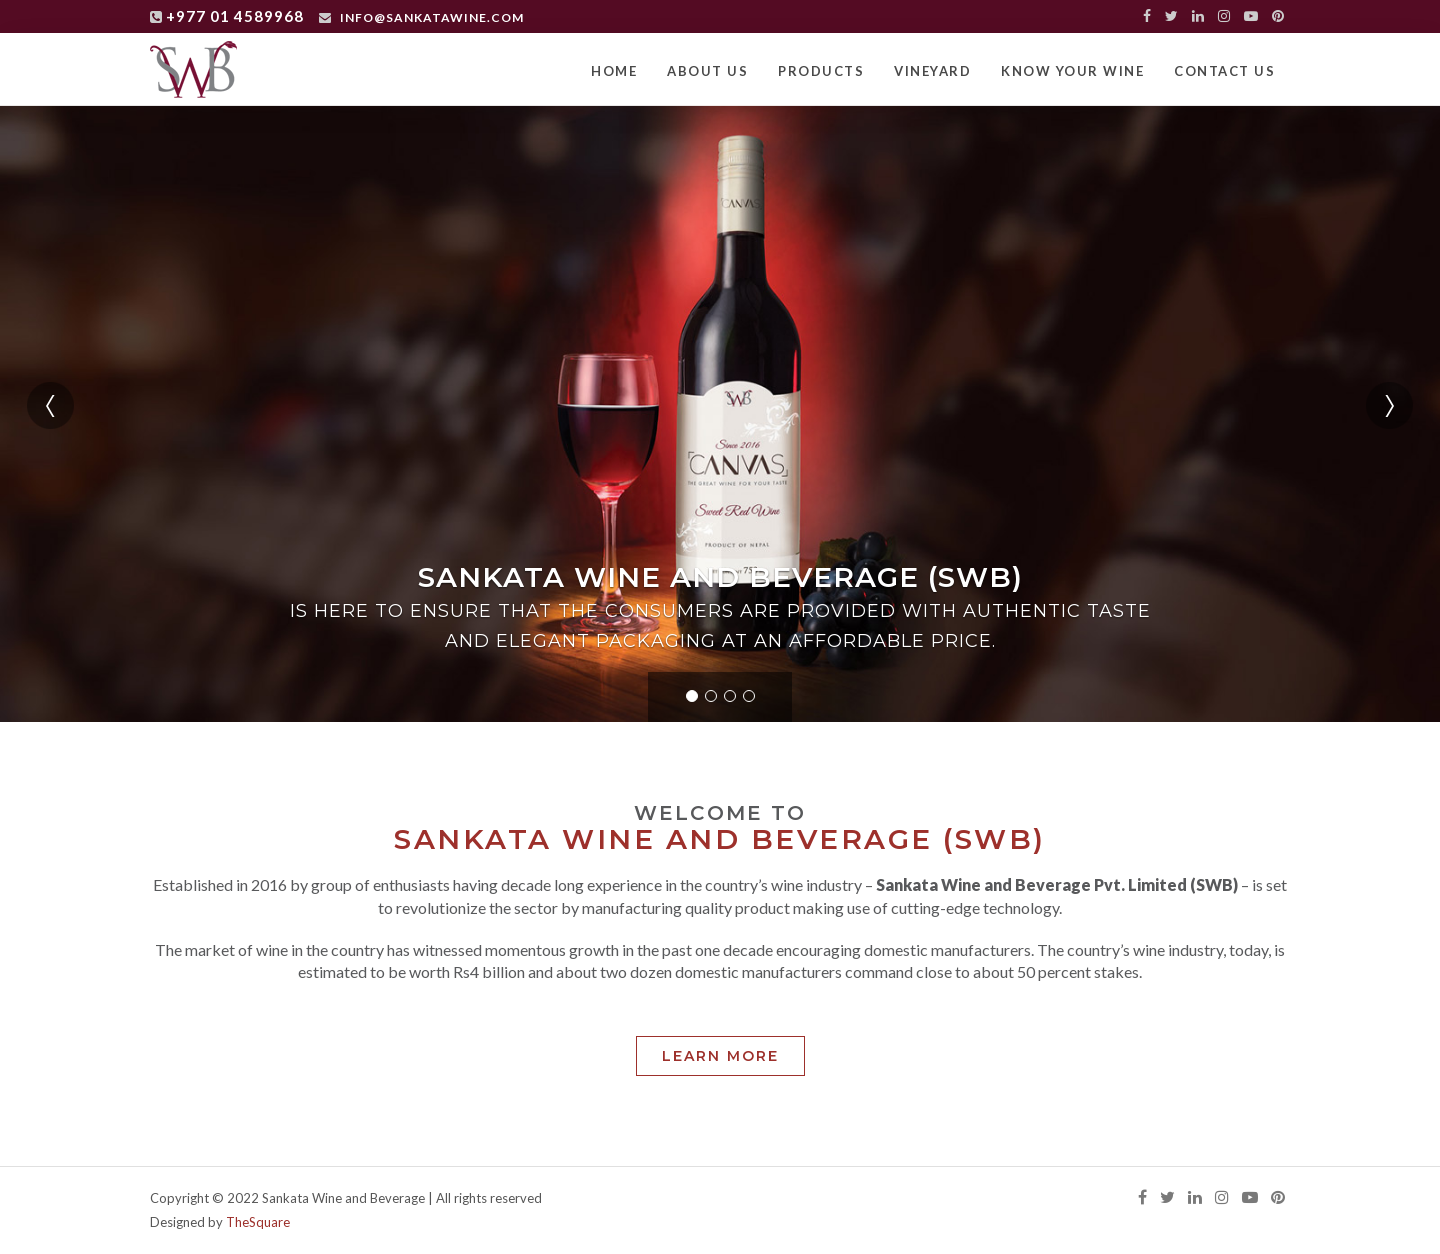 +977 01 4589968 INFO@SANKATAWINE.COM
SWB
HOME ABOUT US PRODUCTS VINEYARD KNOW YOUR WINE CONTACT US
CANVAS
SWB
Since 2016
CANVAS
THE GREAT WINE FOR YOUR TASTE
Sweet Red Wine
PRODUCT OF NEPAL
SANKATA WINE AND BEVERAGE (SWB)
IS HERE TO ENSURE THAT THE CONSUMERS ARE PROVIDED WITH AUTHENTIC TASTE
AND ELEGANT PACKAGING AT AN AFFORDABLE PRICE.
WELCOME TO
SANKATA WINE AND BEVERAGE (SWB)
Established in 2016 by group of enthusiasts having decade long experience in the country’s wine industry – Sankata Wine and Beverage Pvt. Limited (SWB) – is set
to revolutionize the sector by manufacturing quality product making use of cutting-edge technology.
The market of wine in the country has witnessed momentous growth in the past one decade encouraging domestic manufacturers. The country’s wine industry, today, is
estimated to be worth Rs4 billion and about two dozen domestic manufacturers command close to about 50 percent stakes.
LEARN MORE
Copyright © 2022 Sankata Wine and Beverage | All rights reserved
Designed by TheSquare